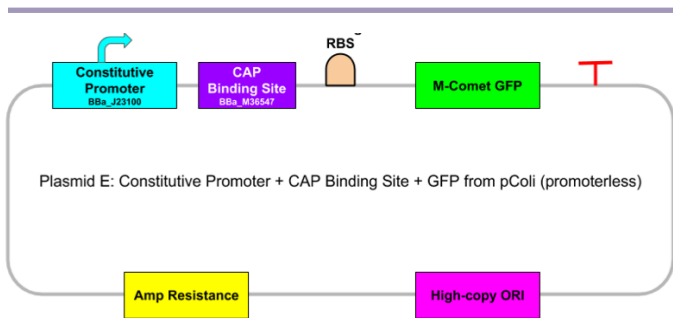 RBS
Constitutive
Promoter
BBa_J23100
CAP
Binding Site
BBa_M36547
M-Comet GFP
Plasmid E: Constitutive Promoter + CAP Binding Site + GFP from pColi (promoterless)
Amp Resistance
High-copy ORI